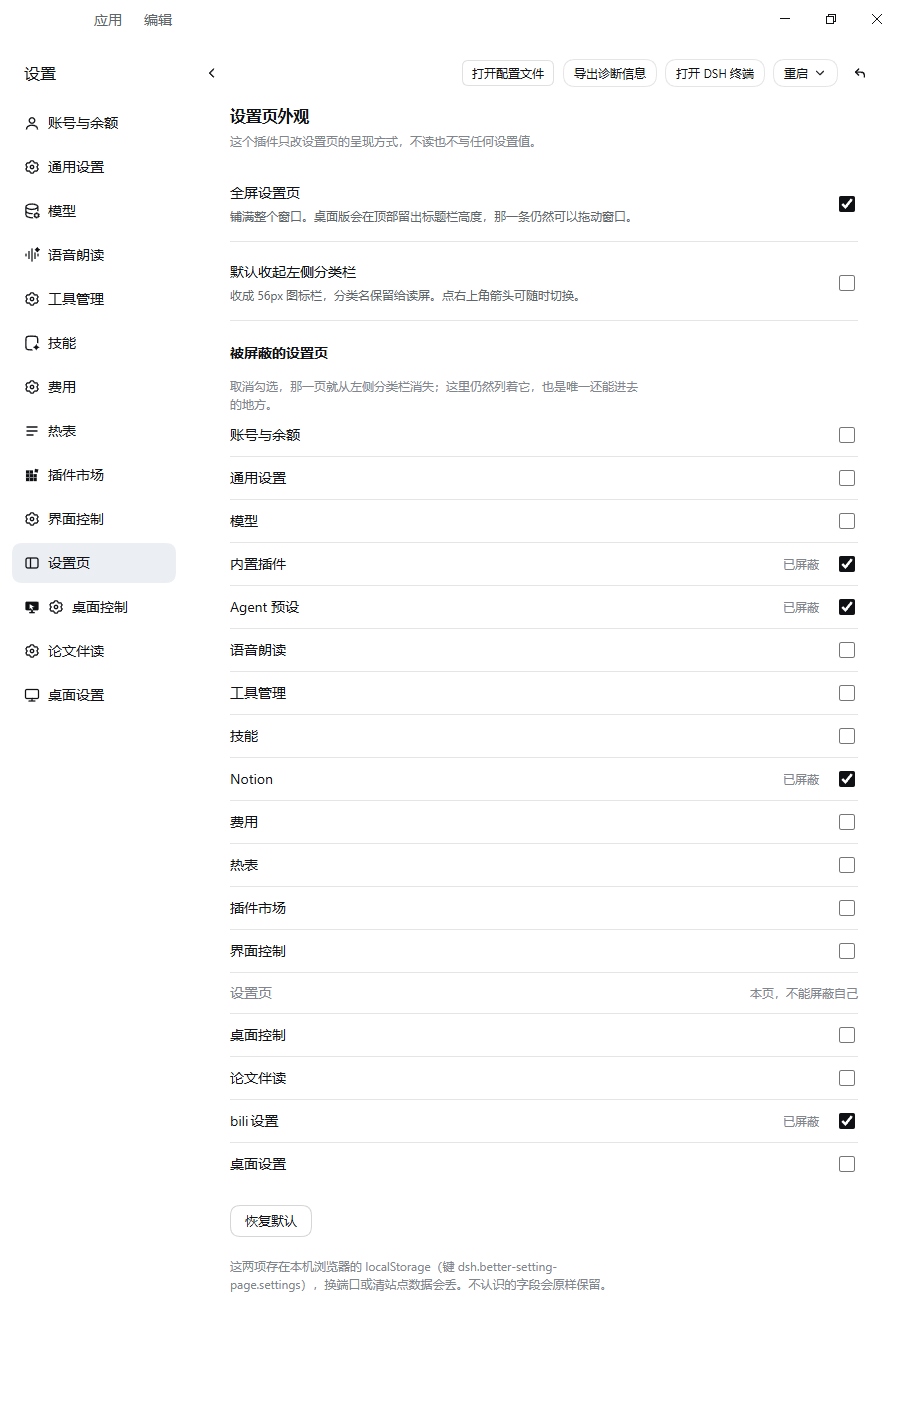 应用 编辑
设置
打开配置文件 导出诊断信息 打开 DSH 终端 重启
账号与余额
通用设置
模型
语音朗读
工具管理
技能
费用
热表
插件市场
界面控制
设置页
桌面控制
论文伴读
桌面设置
设置页外观
这个插件只改设置页的呈现方式，不读也不写任何设置值。
全屏设置页
铺满整个窗口。桌面版会在顶部留出标题栏高度，那一条仍然可以拖动窗口。
默认收起左侧分类栏
收成 56px 图标栏，分类名保留给读屏。点右上角箭头可随时切换。
被屏蔽的设置页
取消勾选，那一页就从左侧分类栏消失；这里仍然列着它，也是唯一还能进去
的地方。
账号与余额
通用设置
模型
内置插件 已屏蔽
Agent 预设 已屏蔽
语音朗读
工具管理
技能
Notion 已屏蔽
费用
热表
插件市场
界面控制
设置页 本页，不能屏蔽自己
桌面控制
论文伴读
bili设置 已屏蔽
桌面设置
恢复默认
这两项存在本机浏览器的 localStorage（键 dsh.better-setting-
page.settings），换端口或清站点数据会丢。不认识的字段会原样保留。